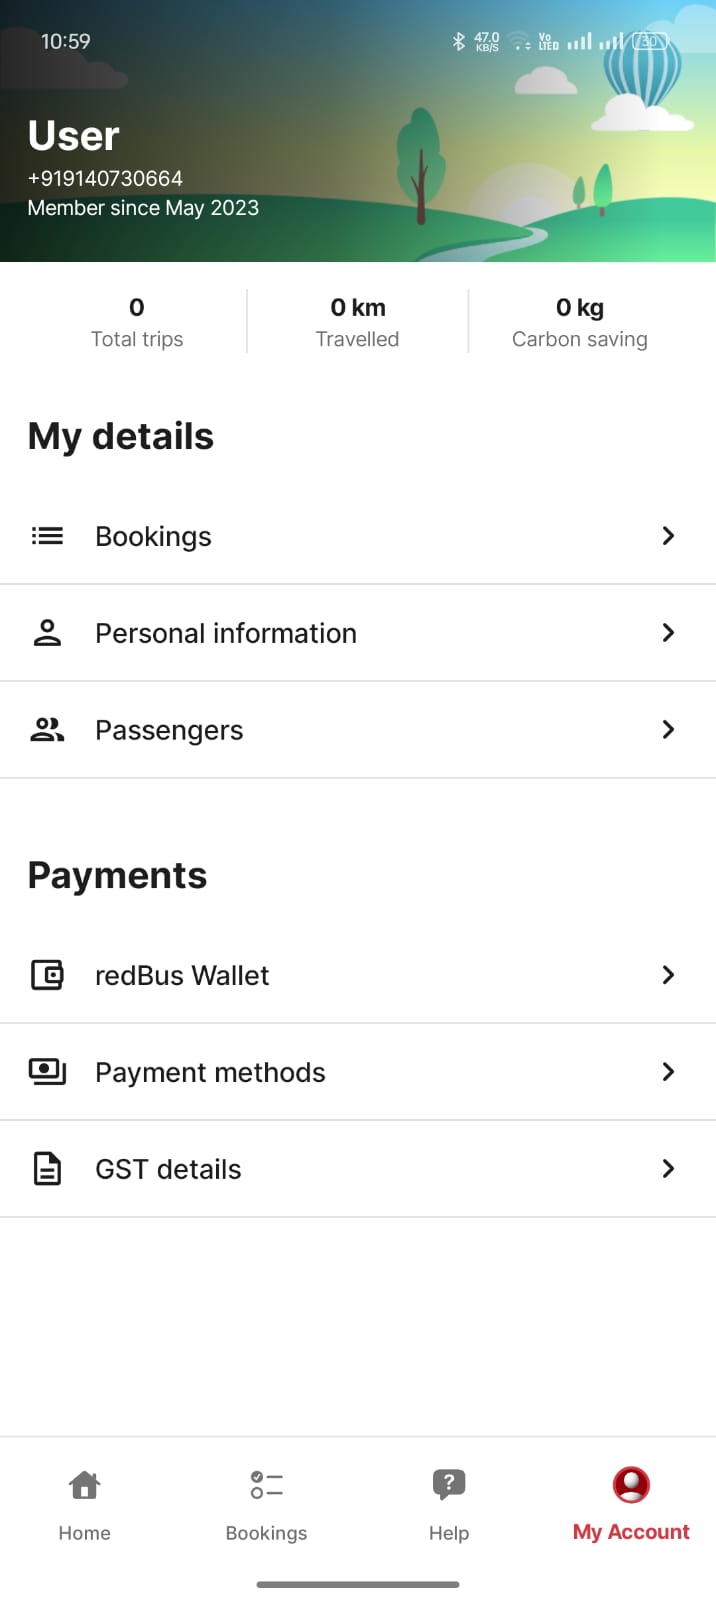 10:59
47.0
KB/S
Vo
LTED
30
User
+919140730664
Member since May 2023
0
Total trips
0 km
Travelled
0 kg
Carbon saving
My details
Bookings
Personal information
Passengers
Payments
redBus Wallet
Payment methods
GST details
Home
Bookings
?
Help
My Account